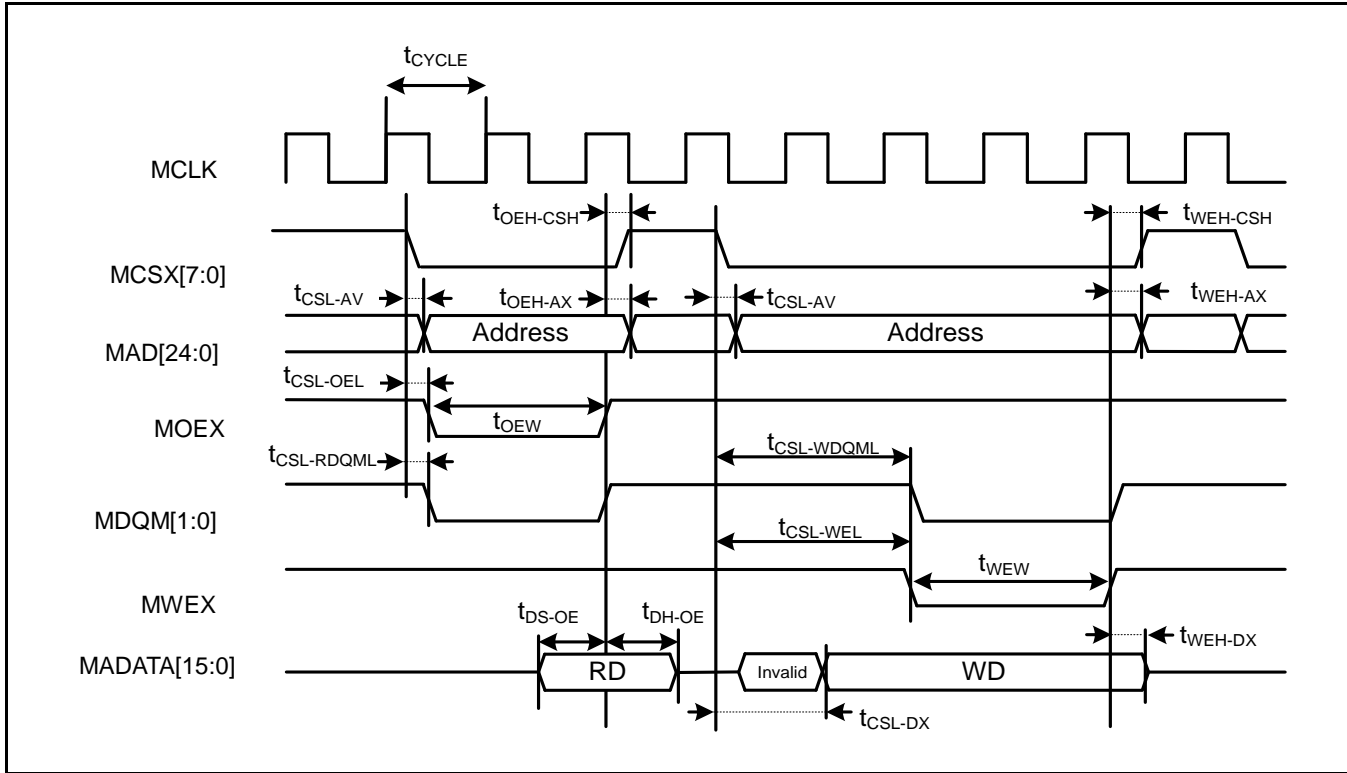 tCYCLE
MCLK
tOEH-CSH
tWEH-CSH
MCSX[7:0]
tCSL-AV
tOEH-AX
tCSL-AV
tWEH-AX
Address
Address
MAD[24:0]
tCSL-OEL
MOEX
tOEW
tCSL-RDQML
tCSL-WDQML
MDQM[1:0]
tCSL-WEL
tWEW
MWEX
tDS-OE
tDH-OE
tWEH-DX
MADATA[15:0]
RD
Invalid
WD
tCSL-DX